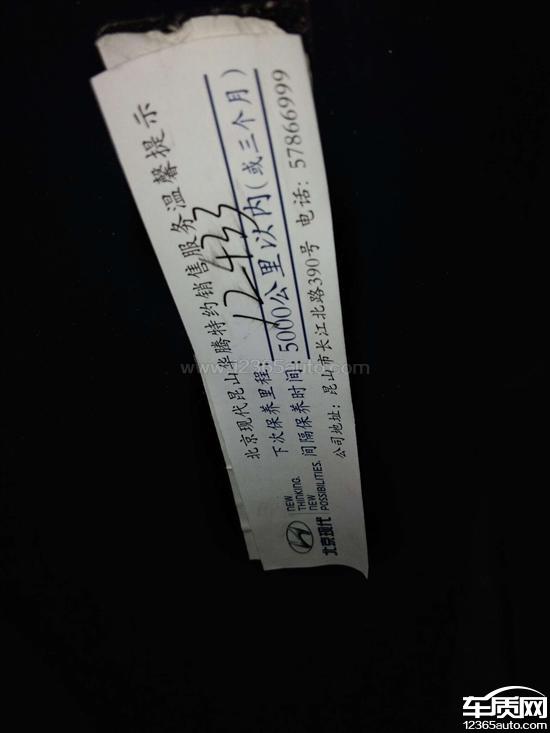 北京现代昆山华腾特约销售服务温馨提示
下次保养里程：12433
间隔保养时间：5000公里以内(或三个月)
公司地址：昆山市长江北路390号 电话：57866999
NEW
THINKING.
NEW
POSSIBILITIES.
北京现代
www.12365auto.com
车质网
12365auto.com